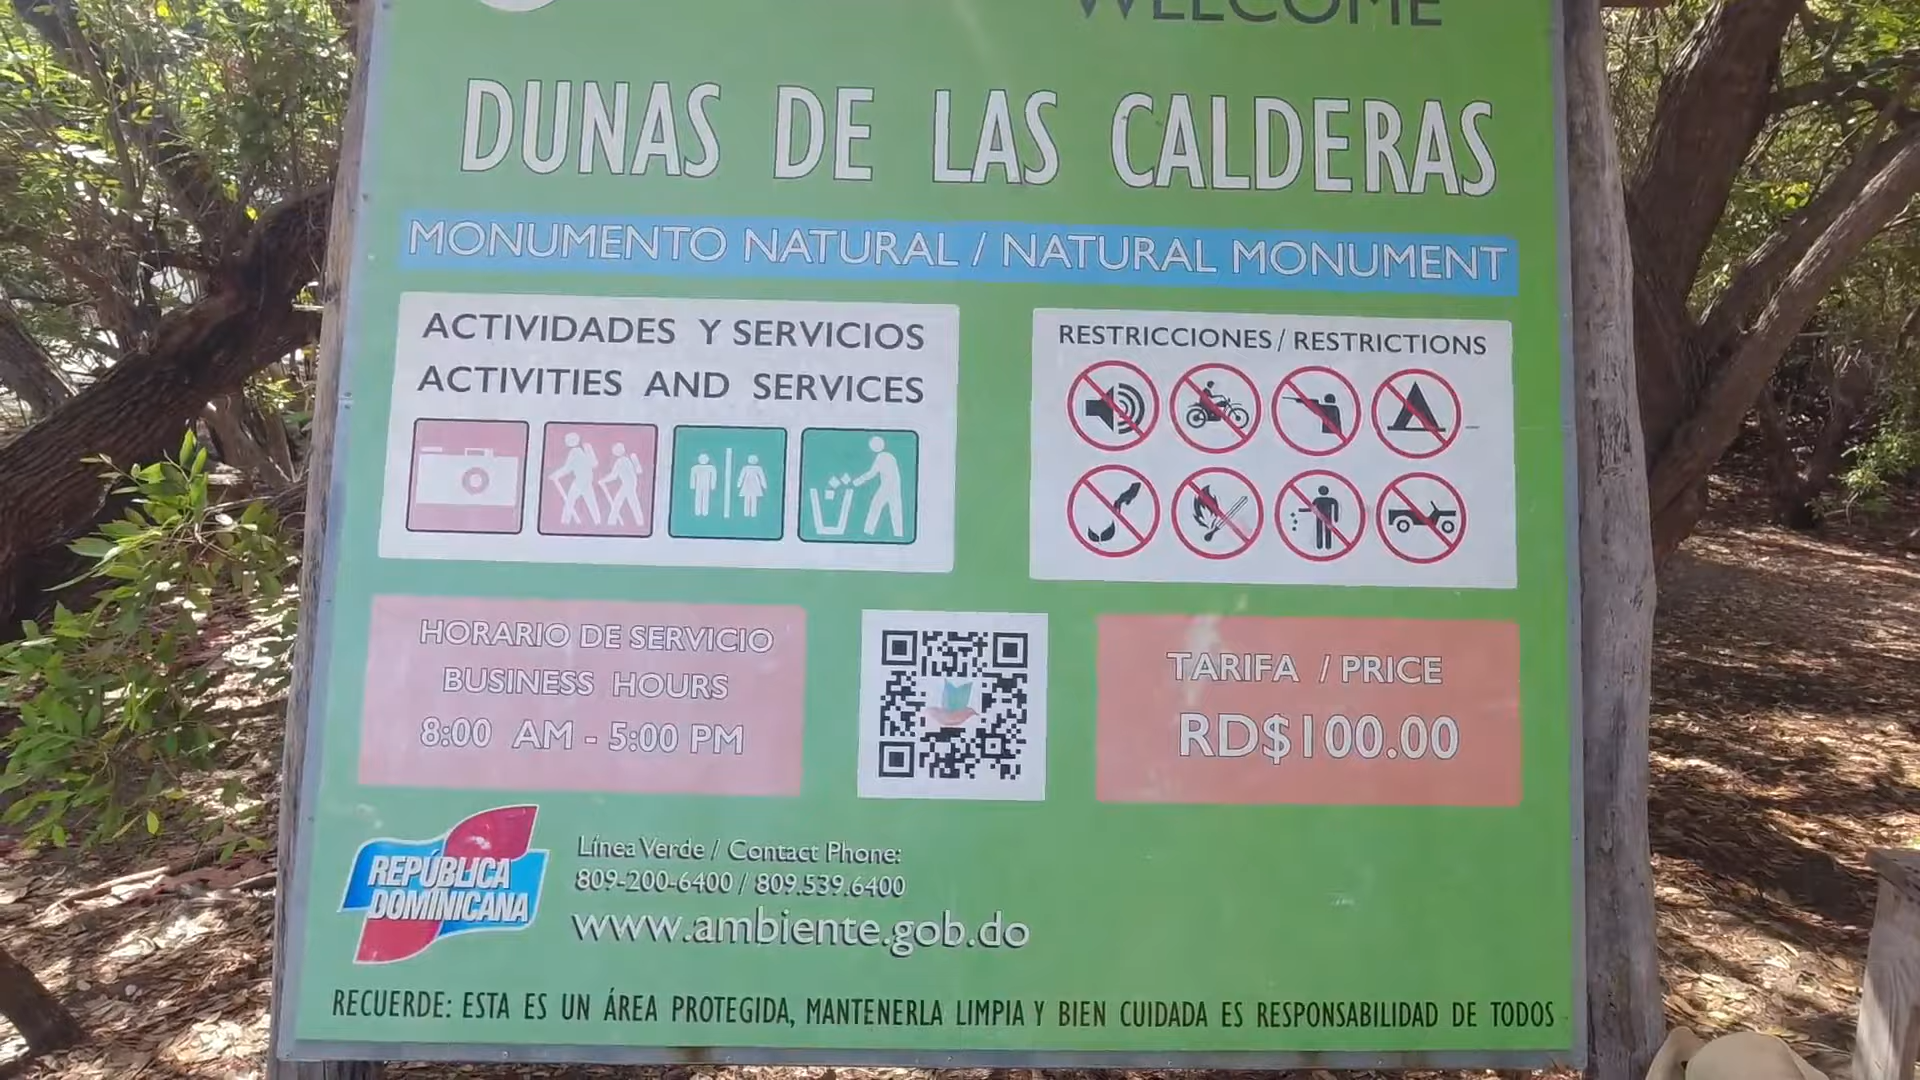 WELCOME
DUNAS DE LAS CALDERAS
MONUMENTO NATURAL / NATURAL MONUMENT
ACTIVIDADES Y SERVICIOS
ACTIVITIES AND SERVICES
RESTRICCIONES / RESTRICTIONS
HORARIO DE SERVICIO
BUSINESS HOURS
8:00 AM - 5:00 PM
TARIFA / PRICE
RD$100.00
REPÚBLICA
DOMINICANA
Línea Verde / Contact Phone:
809-200-6400 / 809.539.6400
www.ambiente.gob.do
RECUERDE: ESTA ES UN ÁREA PROTEGIDA, MANTENERLA LIMPIA Y BIEN CUIDADA ES RESPONSABILIDAD DE TODOS